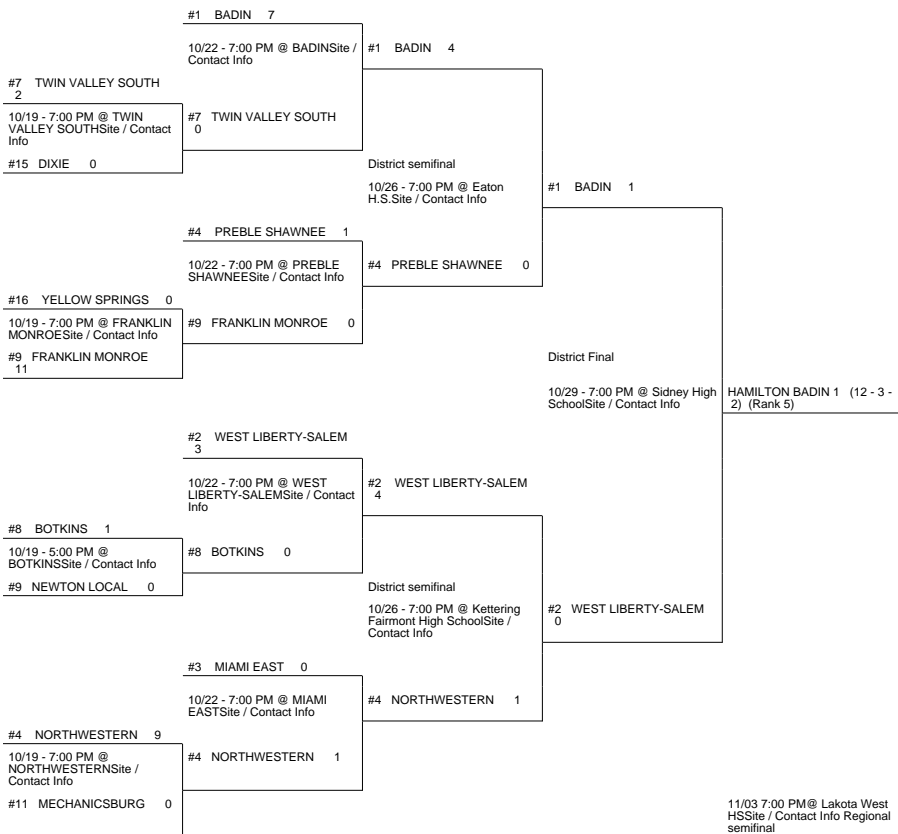 #1 BADIN 7
10/22 - 7:00 PM @ BADINSite /
Contact Info
#1 BADIN 4
#7 TWIN VALLEY SOUTH
2
10/19 - 7:00 PM @ TWIN
VALLEY SOUTHSite / Contact
Info
#7 TWIN VALLEY SOUTH
0
#15 DIXIE 0
District semifinal
10/26 - 7:00 PM @ Eaton
H.S.Site / Contact Info
#1 BADIN 1
#4 PREBLE SHAWNEE 1
10/22 - 7:00 PM @ PREBLE
SHAWNEESite / Contact Info
#4 PREBLE SHAWNEE 0
#16 YELLOW SPRINGS 0
10/19 - 7:00 PM @ FRANKLIN
MONROESite / Contact Info
#9 FRANKLIN MONROE 0
#9 FRANKLIN MONROE
11
District Final
10/29 - 7:00 PM @ Sidney High
SchoolSite / Contact Info
HAMILTON BADIN 1 (12 - 3 -
2) (Rank 5)
#2 WEST LIBERTY-SALEM
3
10/22 - 7:00 PM @ WEST
LIBERTY-SALEMSite / Contact
Info
#2 WEST LIBERTY-SALEM
4
#8 BOTKINS 1
10/19 - 5:00 PM @
BOTKINSSite / Contact Info
#8 BOTKINS 0
#9 NEWTON LOCAL 0
District semifinal
10/26 - 7:00 PM @ Kettering
Fairmont High SchoolSite /
Contact Info
#2 WEST LIBERTY-SALEM
0
#3 MIAMI EAST 0
10/22 - 7:00 PM @ MIAMI
EASTSite / Contact Info
#4 NORTHWESTERN 1
#4 NORTHWESTERN 9
10/19 - 7:00 PM @
NORTHWESTERNSite /
Contact Info
#4 NORTHWESTERN 1
#11 MECHANICSBURG 0
11/03 7:00 PM@ Lakota West
HSSite / Contact Info Regional
semifinal